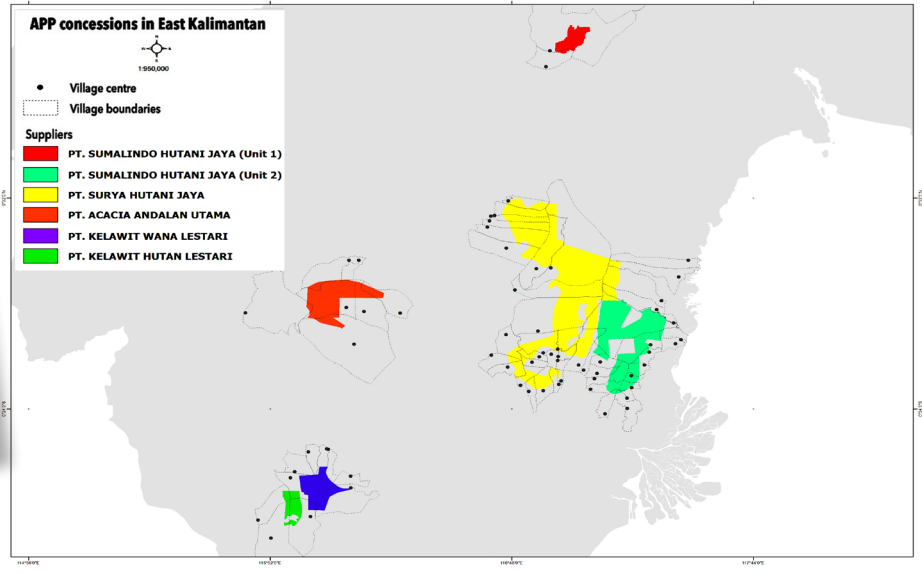 APP concessions in East Kalimantan
N
W
E
S
1:950,000
Village centre
Village boundaries
Suppliers
PT. SUMALINDO HUTANI JAYA (Unit 1)
PT. SUMALINDO HUTANI JAYA (Unit 2)
PT. SURYA HUTANI JAYA
PT. ACACIA ANDALAN UTAMA
PT. KELAWIT WANA LESTARI
PT. KELAWIT HUTAN LESTARI